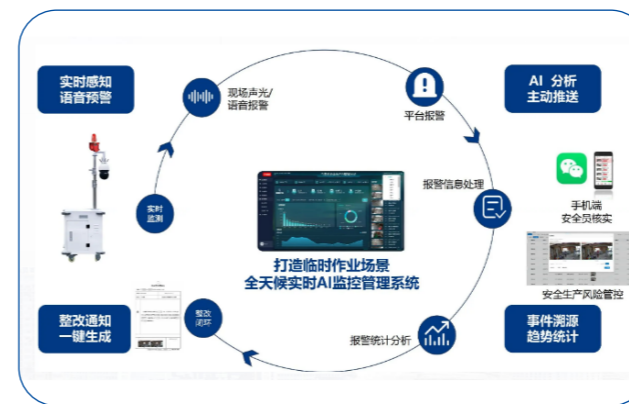 实时感知
语音预警
现场声光/
语音报警
平台报警
AI 分析
主动推送
实时
监测
报警信息处理
手机端
安全员核实
打造临时作业场景
全天候实时AI监控管理系统
安全生产风险管控
整改通知
一键生成
整改
闭环
报警统计分析
事件溯源
趋势统计